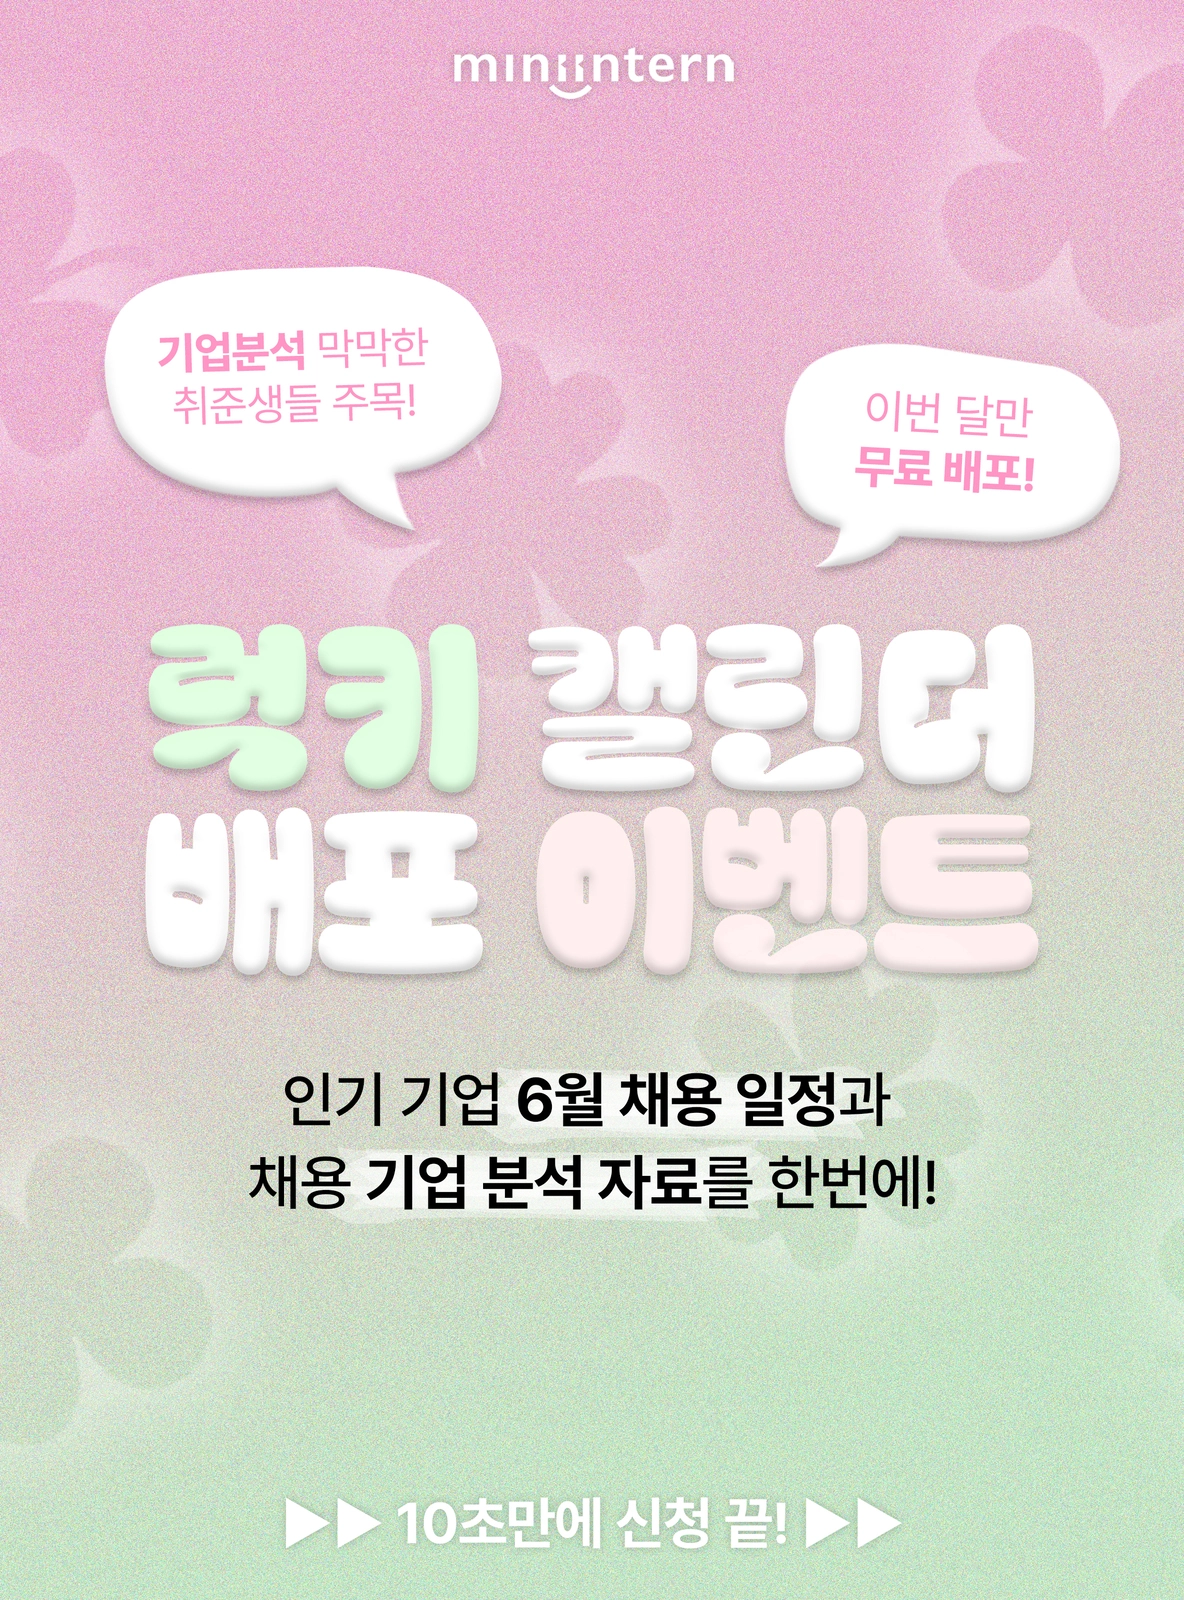 miniintern
기업분석 막막한
취준생들 주목!
이번 달만
무료 배포!
럭키 캘린더
배포 이벤트
인기 기업 6월 채용 일정과
채용 기업 분석 자료를 한번에!
▶▶ 10초만에 신청 끝! ▶▶